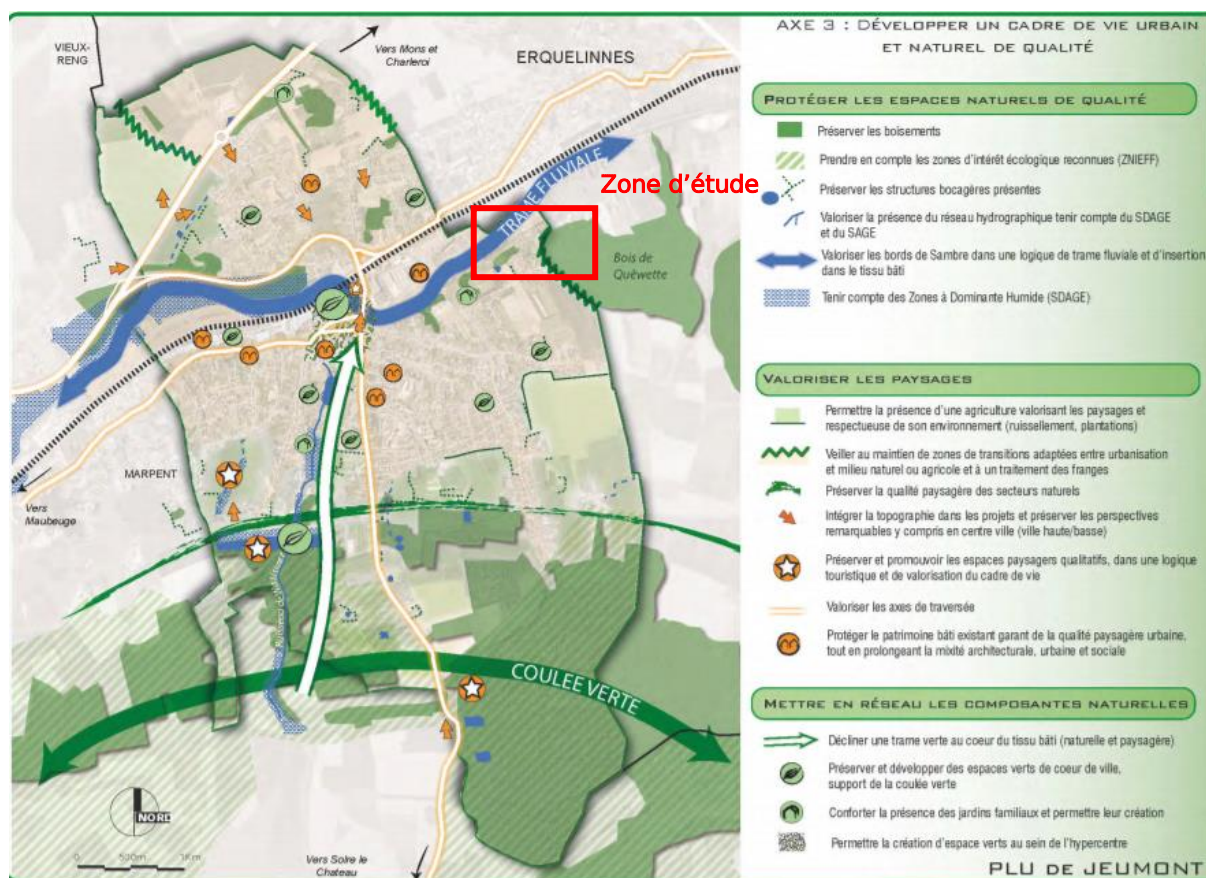 AXE 3 : DÉVELOPPER UN CADRE DE VIE URBAIN
ET NATUREL DE QUALITÉ
VIEUX-
RENG
Vers Mons et
Charleroi
ERQUELINNES
TRAME FLUVIALE
Zone d'étude
Bois de
Quêwette
MARPENT
Vers
Maubeuge
COULEE VERTE
NORD
0 500m 1Km
Vers Solre le
Chateau
PROTÉGER LES ESPACES NATURELS DE QUALITÉ
Préserver les boisements
Prendre en compte les zones d'intérêt écologique reconnues (ZNIEFF)
Préserver les structures bocagères présentes
Valoriser la présence du réseau hydrographique tenir compte du SDAGE
et du SAGE
Valoriser les bords de Sambre dans une logique de trame fluviale et d'insertion
dans le tissu bâti
Tenir compte des Zones à Dominante Humide (SDAGE)
VALORISER LES PAYSAGES
Permettre la présence d'une agriculture valorisant les paysages et
respectueuse de son environnement (ruissellement, plantations)
Veiller au maintien de zones de transitions adaptées entre urbanisation
et milieu naturel ou agricole et à un traitement des franges
Préserver la qualité paysagère des secteurs naturels
Intégrer la topographie dans les projets et préserver les perspectives
remarquables y compris en centre ville (ville haute/basse)
Préserver et promouvoir les espaces paysagers qualitatifs, dans une logique
touristique et de valorisation du cadre de vie
Valoriser les axes de traversée
Protéger le patrimoine bâti existant garant de la qualité paysagère urbaine,
tout en prolongeant la mixité architecturale, urbaine et sociale
METTRE EN RÉSEAU LES COMPOSANTES NATURELLES
Décliner une trame verte au coeur du tissu bâti (naturelle et paysagère)
Préserver et développer des espaces verts de coeur de ville,
support de la coulée verte
Conforter la présence des jardins familiaux et permettre leur création
Permettre la création d'espace verts au sein de l'hypercentre
PLU DE JEUMONT